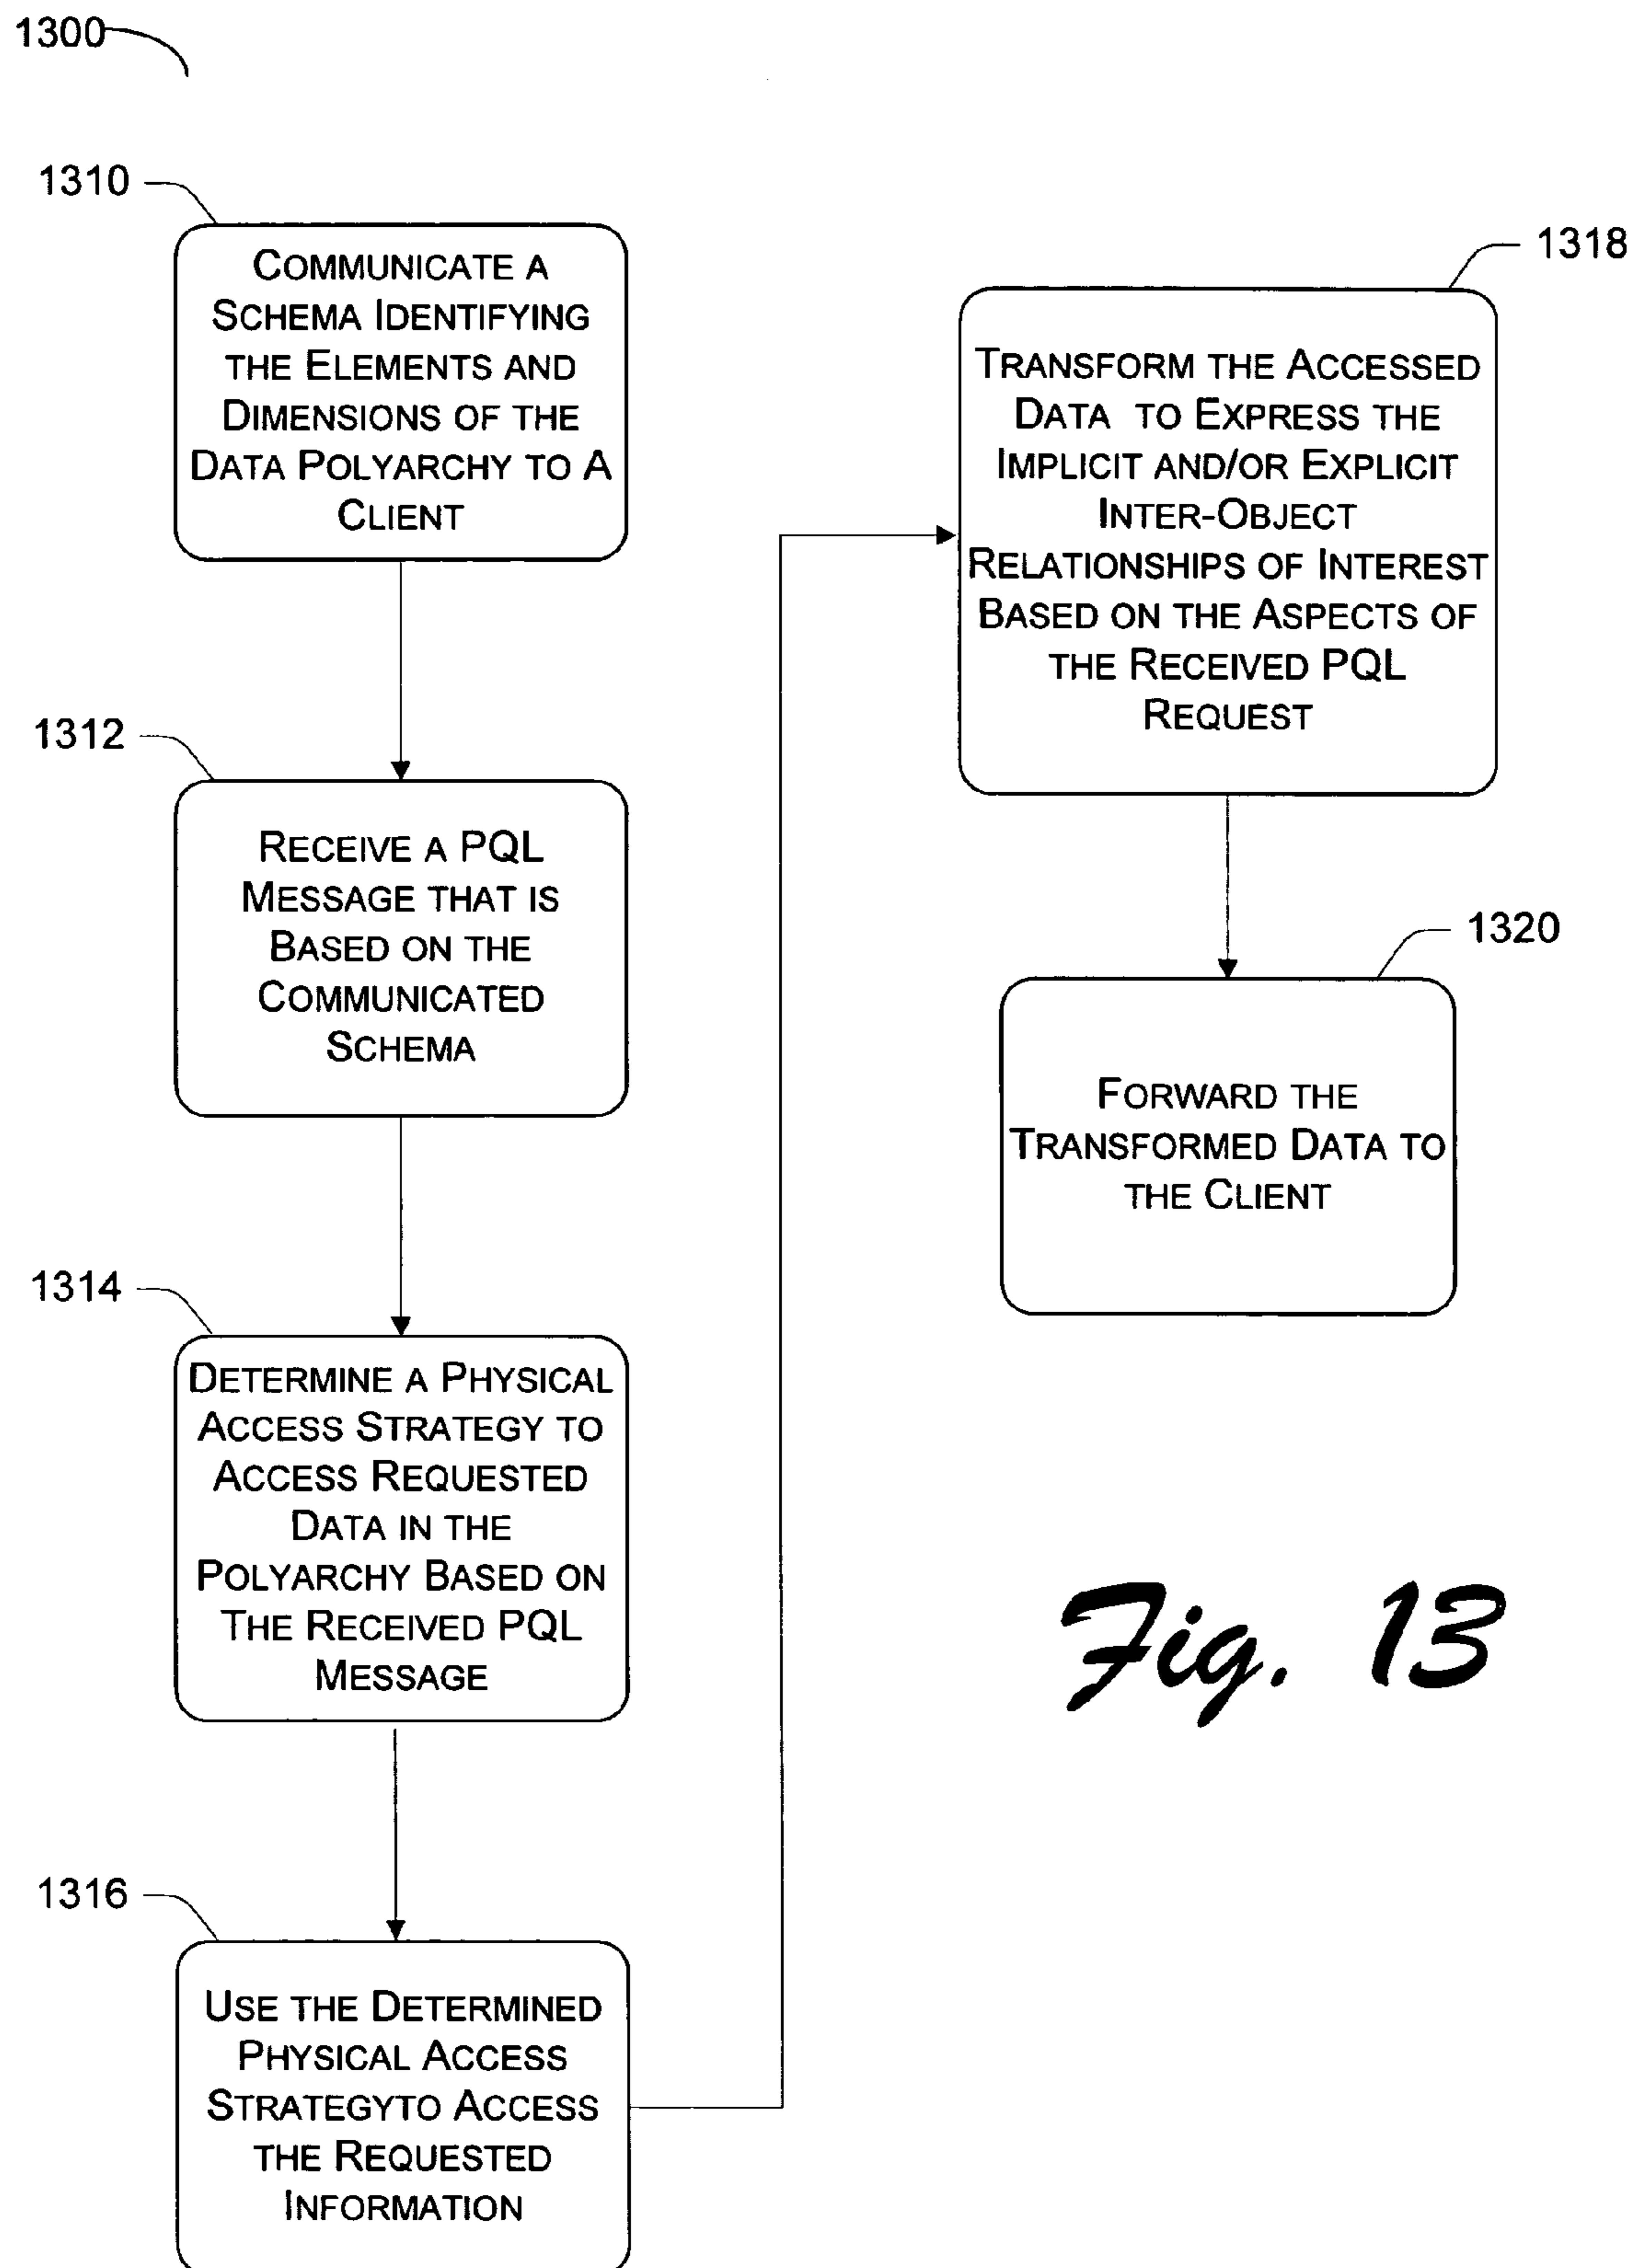 1300
1310
COMMUNICATE A
SCHEMA IDENTIFYING
THE ELEMENTS AND
DIMENSIONS OF THE
DATA POLYARCHY TO A
CLIENT
1312
RECEIVE A PQL
MESSAGE THAT IS
BASED ON THE
COMMUNICATED
SCHEMA
1314
DETERMINE A PHYSICAL
ACCESS STRATEGY TO
ACCESS REQUESTED
DATA IN THE
POLYARCHY BASED ON
THE RECEIVED PQL
MESSAGE
1316
USE THE DETERMINED
PHYSICAL ACCESS
STRATEGYTO ACCESS
THE REQUESTED
INFORMATION
1318
TRANSFORM THE ACCESSED
DATA TO EXPRESS THE
IMPLICIT AND/OR EXPLICIT
INTER-OBJECT
RELATIONSHIPS OF INTEREST
BASED ON THE ASPECTS OF
THE RECEIVED PQL
REQUEST
1320
FORWARD THE
TRANSFORMED DATA TO
THE CLIENT
Fig. 13